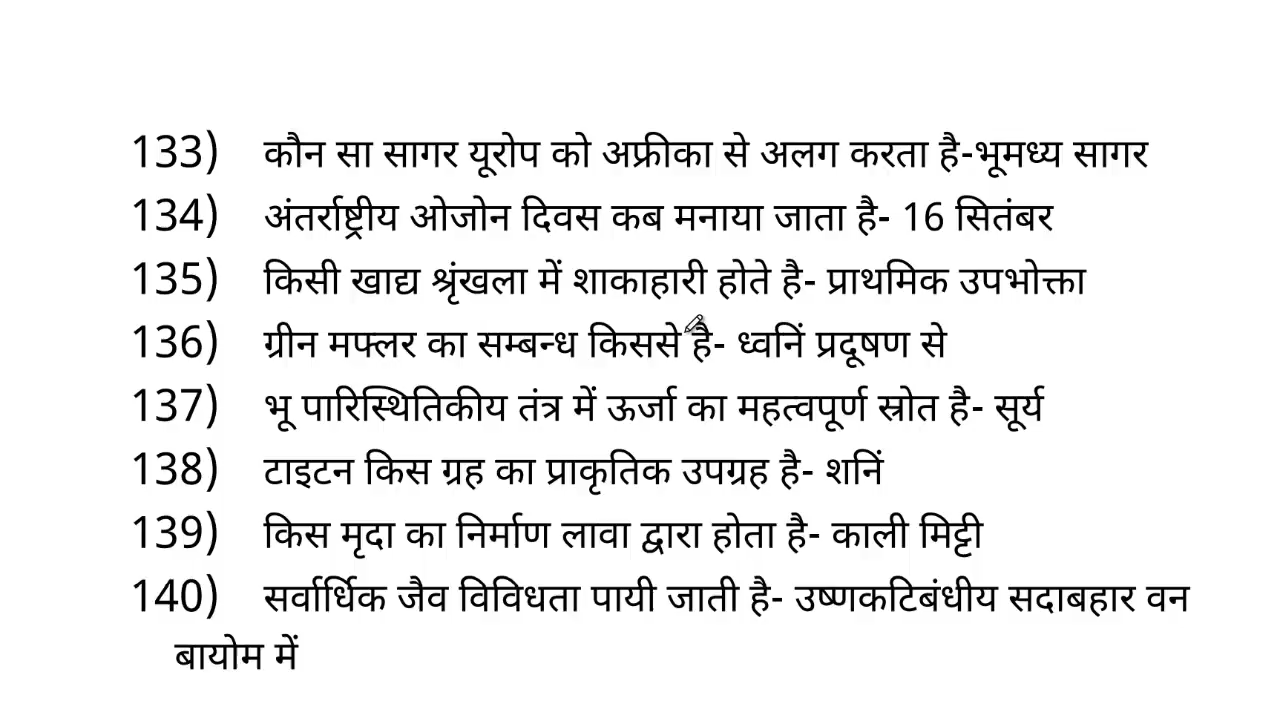 133) कौन सा सागर यूरोप को अफ्रीका से अलग करता है-भूमध्य सागर
134) अंतर्राष्ट्रीय ओजोन दिवस कब मनाया जाता है- 16 सितंबर
135) किसी खाद्य श्रृंखला में शाकाहारी होते है- प्राथमिक उपभोक्ता
136) ग्रीन मफ्लर का सम्बन्ध किससे है- ध्वनिं प्रदूषण से
137) भू पारिस्थितिकीय तंत्र में ऊर्जा का महत्वपूर्ण स्रोत है- सूर्य
138) टाइटन किस ग्रह का प्राकृतिक उपग्रह है- शनिं
139) किस मृदा का निर्माण लावा द्वारा होता है- काली मिट्टी
140) सर्वार्धिक जैव विविधता पायी जाती है- उष्णकटिबंधीय सदाबहार वन
बायोम में